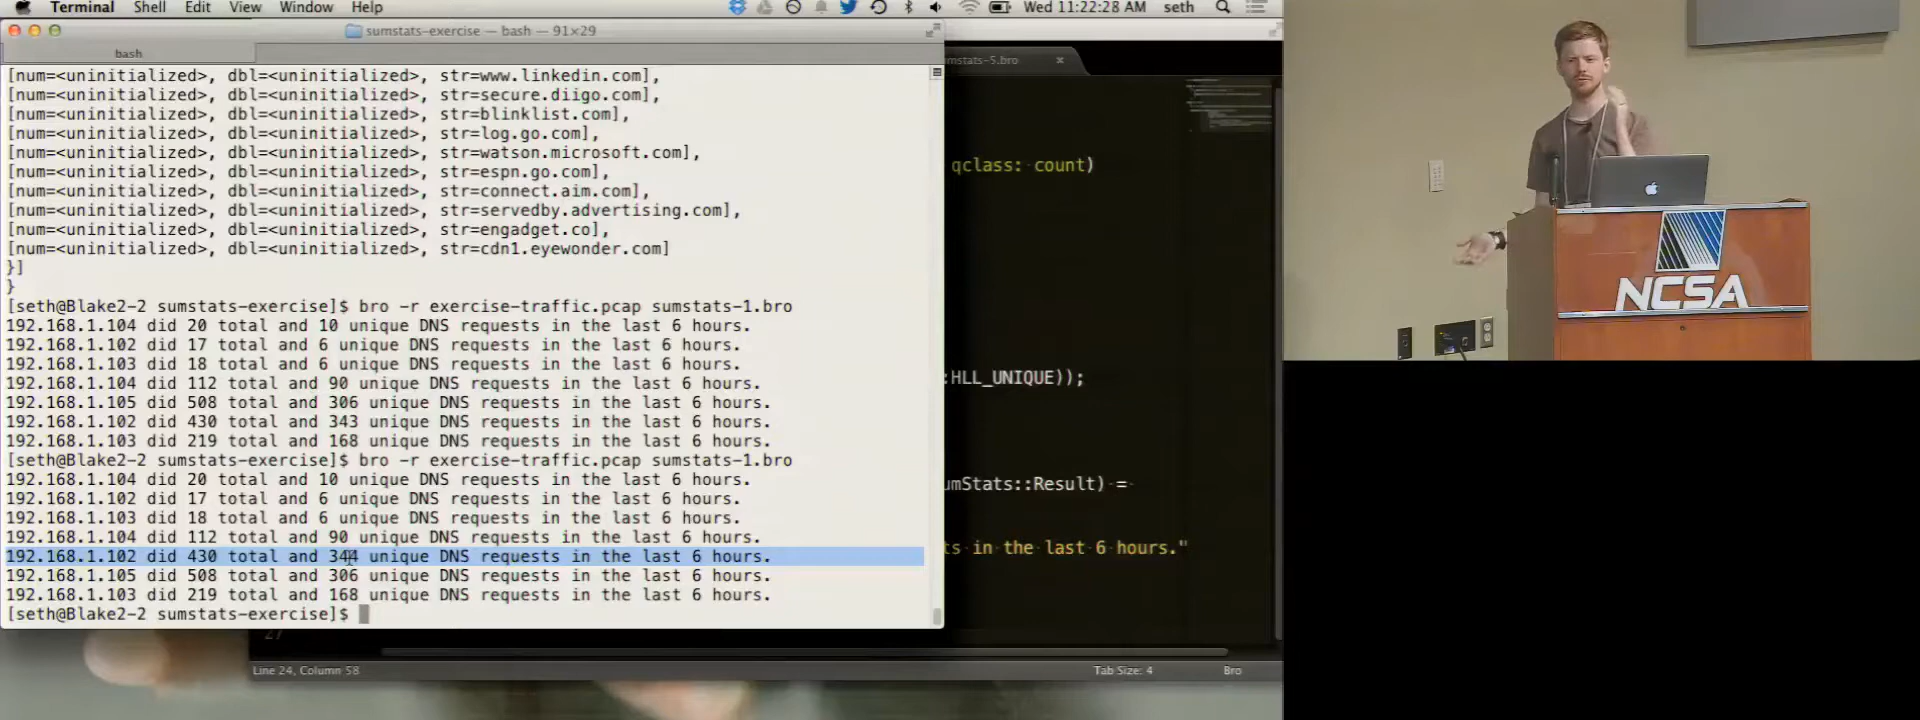 Terminal Shell Edit View Window Help Wed 11:22:28 AM seth
sumstats-exercise — bash — 91×29
bash
[num=<uninitialized>, dbl=<uninitialized>, str=www.linkedin.com],
[num=<uninitialized>, dbl=<uninitialized>, str=secure.diigo.com],
[num=<uninitialized>, dbl=<uninitialized>, str=blinklist.com],
[num=<uninitialized>, dbl=<uninitialized>, str=log.go.com],
[num=<uninitialized>, dbl=<uninitialized>, str=watson.microsoft.com],
[num=<uninitialized>, dbl=<uninitialized>, str=espn.go.com],
[num=<uninitialized>, dbl=<uninitialized>, str=connect.aim.com],
[num=<uninitialized>, dbl=<uninitialized>, str=servedby.advertising.com],
[num=<uninitialized>, dbl=<uninitialized>, str=engadget.co],
[num=<uninitialized>, dbl=<uninitialized>, str=cdn1.eyewonder.com]
}]
}
[seth@Blake2-2 sumstats-exercise]$ bro -r exercise-traffic.pcap sumstats-1.bro
192.168.1.104 did 20 total and 10 unique DNS requests in the last 6 hours.
192.168.1.102 did 17 total and 6 unique DNS requests in the last 6 hours.
192.168.1.103 did 18 total and 6 unique DNS requests in the last 6 hours.
192.168.1.104 did 112 total and 90 unique DNS requests in the last 6 hours.
192.168.1.105 did 508 total and 306 unique DNS requests in the last 6 hours.
192.168.1.102 did 430 total and 343 unique DNS requests in the last 6 hours.
192.168.1.103 did 219 total and 168 unique DNS requests in the last 6 hours.
[seth@Blake2-2 sumstats-exercise]$ bro -r exercise-traffic.pcap sumstats-1.bro
192.168.1.104 did 20 total and 10 unique DNS requests in the last 6 hours.
192.168.1.102 did 17 total and 6 unique DNS requests in the last 6 hours.
192.168.1.103 did 18 total and 6 unique DNS requests in the last 6 hours.
192.168.1.104 did 112 total and 90 unique DNS requests in the last 6 hours.
192.168.1.102 did 430 total and 344 unique DNS requests in the last 6 hours.
192.168.1.105 did 508 total and 306 unique DNS requests in the last 6 hours.
192.168.1.103 did 219 total and 168 unique DNS requests in the last 6 hours.
[seth@Blake2-2 sumstats-exercise]$
mstats-5.bro
qclass: count)
:HLL_UNIQUE));
umStats::Result) =
ts in the last 6 hours."
27
Line 24, Column 58 Tab Size: 4 Bro
NCSA